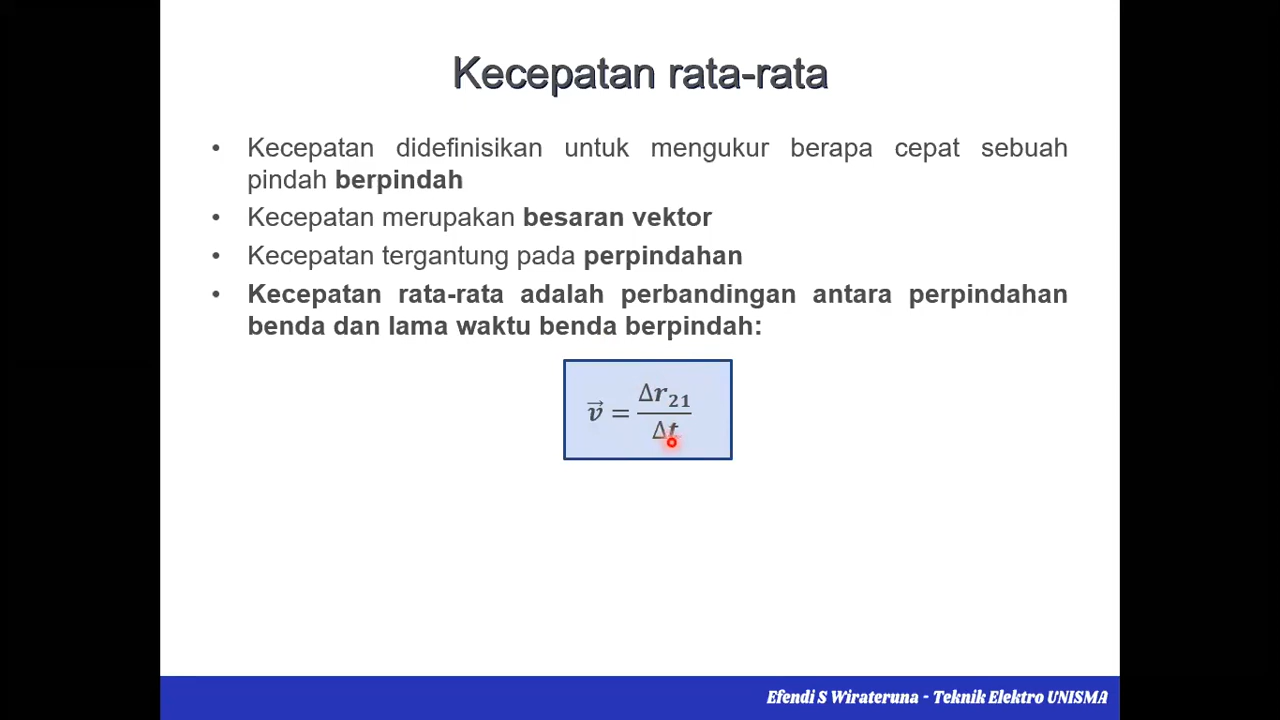 Kecepatan rata-rata
• Kecepatan didefinisikan untuk mengukur berapa cepat sebuah
pindah berpindah
• Kecepatan merupakan besaran vektor
• Kecepatan tergantung pada perpindahan
• Kecepatan rata-rata adalah perbandingan antara perpindahan
benda dan lama waktu benda berpindah:
v⃗ = Δr₂₁ / Δt
Efendi S Wirateruna - Teknik Elektro UNISMA